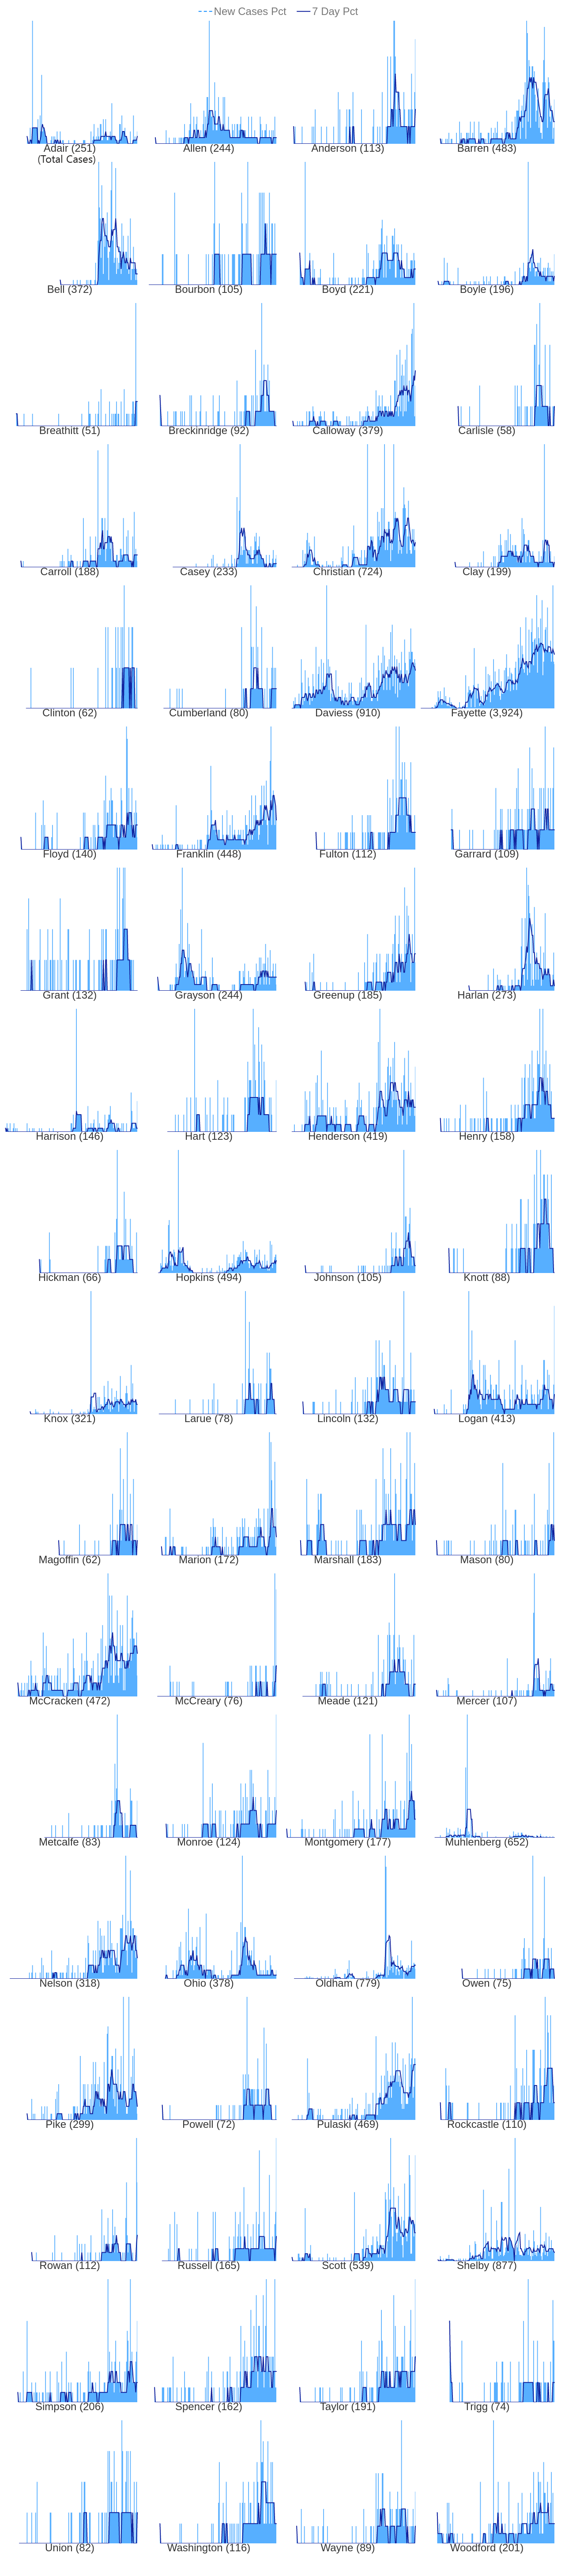 New Cases Pct 7 Day Pct
Adair (251) Allen (244) Anderson (113) Barren (483)
(Total Cases)
Bell (372) Bourbon (105) Boyd (221) Boyle (196)
Breathitt (51) Breckinridge (92) Calloway (379) Carlisle (58)
Carroll (188) Casey (233) Christian (724) Clay (199)
Clinton (62) Cumberland (80) Daviess (910) Fayette (3,924)
Floyd (140) Franklin (448) Fulton (112) Garrard (109)
Grant (132) Grayson (244) Greenup (185) Harlan (273)
Harrison (146) Hart (123) Henderson (419) Henry (158)
Hickman (66) Hopkins (494) Johnson (105) Knott (88)
Knox (321) Larue (78) Lincoln (132) Logan (413)
Magoffin (62) Marion (172) Marshall (183) Mason (80)
McCracken (472) McCreary (76) Meade (121) Mercer (107)
Metcalfe (83) Monroe (124) Montgomery (177) Muhlenberg (652)
Nelson (318) Ohio (378) Oldham (779) Owen (75)
Pike (299) Powell (72) Pulaski (469) Rockcastle (110)
Rowan (112) Russell (165) Scott (539) Shelby (877)
Simpson (206) Spencer (162) Taylor (191) Trigg (74)
Union (82) Washington (116) Wayne (89) Woodford (201)